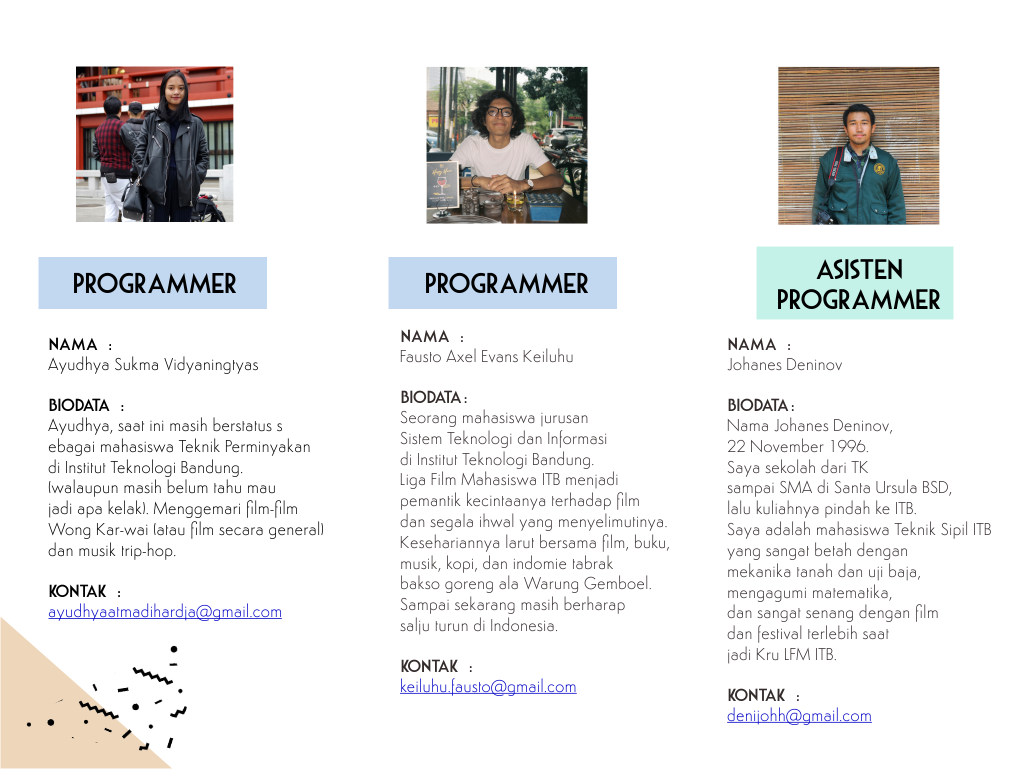 PROGRAMMER
NAMA :
Ayudhya Sukma Vidyaningtyas
BIODATA :
Ayudhya, saat ini masih berstatus s
ebagai mahasiswa Teknik Perminyakan
di Institut Teknologi Bandung.
(walaupun masih belum tahu mau
jadi apa kelak). Menggemari film-film
Wong Kar-wai (atau film secara general)
dan musik trip-hop.
KONTAK :
ayudhyaatmadihardja@gmail.com
PROGRAMMER
NAMA :
Fausto Axel Evans Keiluhu
BIODATA :
Seorang mahasiswa jurusan
Sistem Teknologi dan Informasi
di Institut Teknologi Bandung.
Liga Film Mahasiswa ITB menjadi
pemantik kecintaanya terhadap film
dan segala ihwal yang menyelimutinya.
Kesehariannya larut bersama film, buku,
musik, kopi, dan indomie tabrak
bakso goreng ala Warung Gemboel.
Sampai sekarang masih berharap
salju turun di Indonesia.
KONTAK :
keiluhu.fausto@gmail.com
ASISTEN
PROGRAMMER
NAMA :
Johanes Deninov
BIODATA :
Nama Johanes Deninov,
22 November 1996.
Saya sekolah dari TK
sampai SMA di Santa Ursula BSD,
lalu kuliahnya pindah ke ITB.
Saya adalah mahasiswa Teknik Sipil ITB
yang sangat betah dengan
mekanika tanah dan uji baja,
mengagumi matematika,
dan sangat senang dengan film
dan festival terlebih saat
jadi Kru LFM ITB.
KONTAK :
denijohh@gmail.com